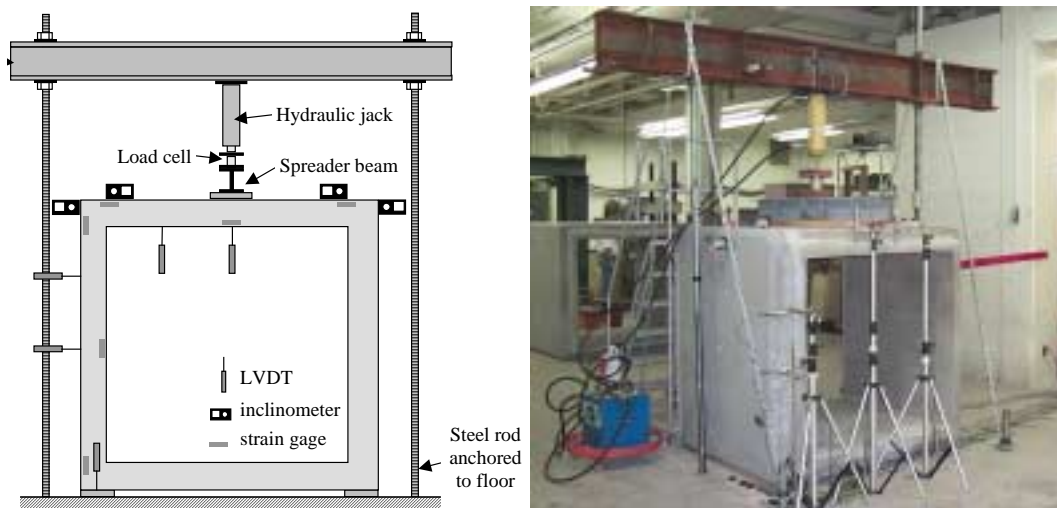 Hydraulic jack
Load cell
Spreader beam
LVDT
inclinometer
strain gage
Steel rod
anchored
to floor